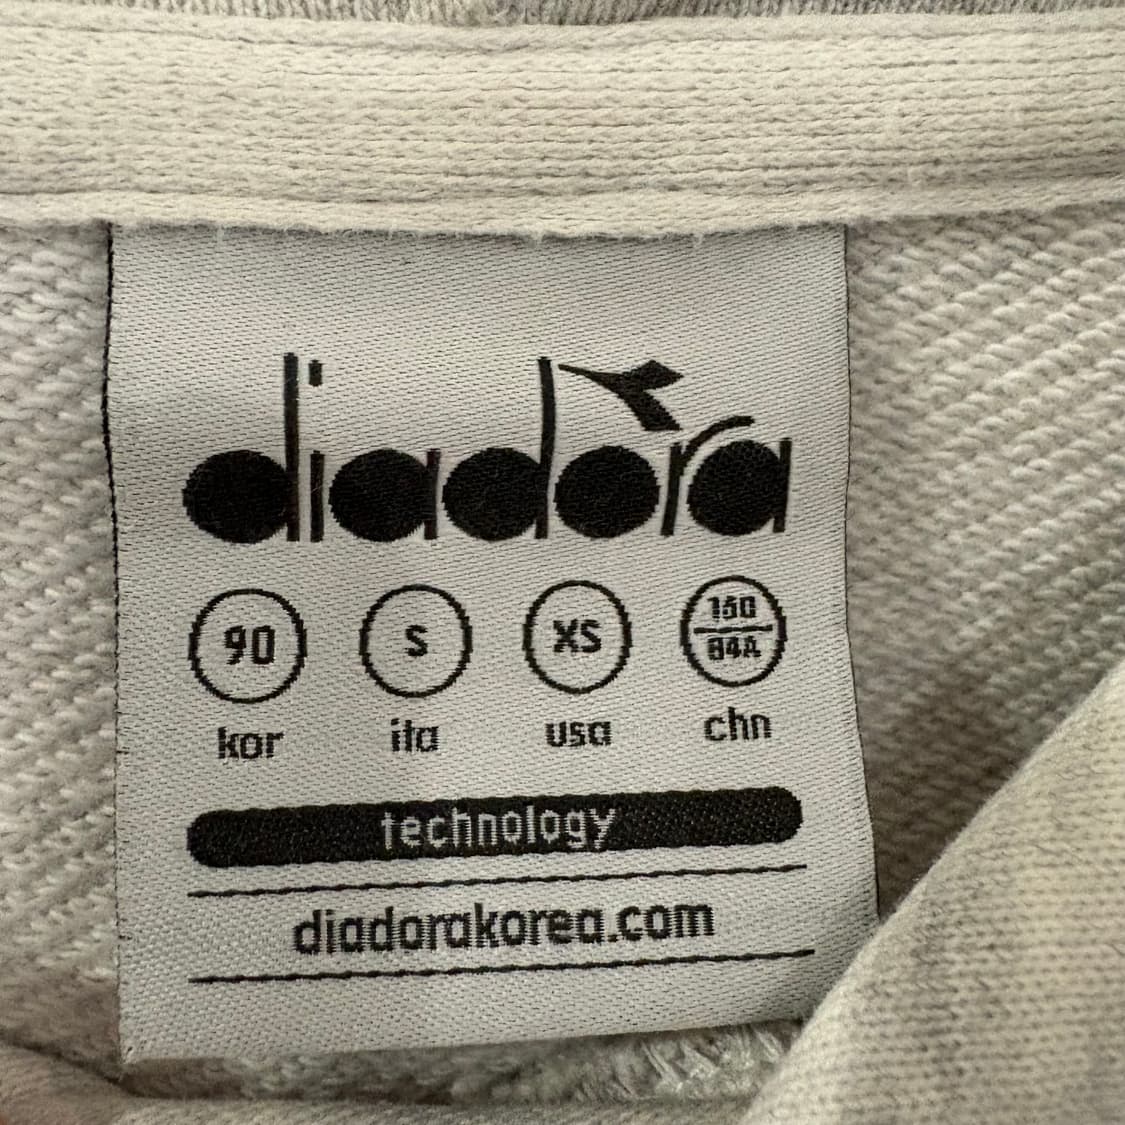 diadora
90 S XS 160
84A
kor ita usa chn
technology
diadorakorea.com